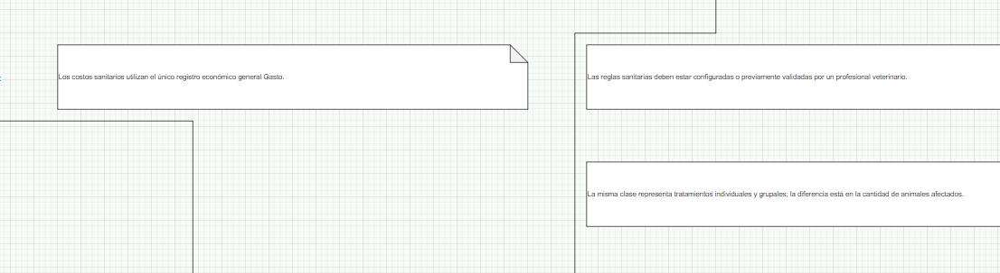 Los costos sanitarios utilizan el único registro económico general Gasto.
Las reglas sanitarias deben estar configuradas o previamente validadas por un profesional veterinario.
La misma clase representa tratamientos individuales y grupales; la diferencia está en la cantidad de animales afectados.